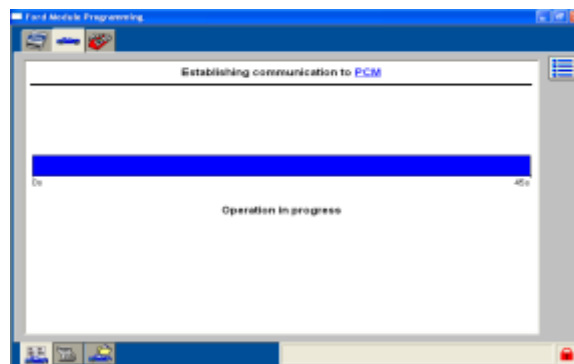 Ford Module Programming
Establishing communication to PCM
0s 45s
Operation in progress